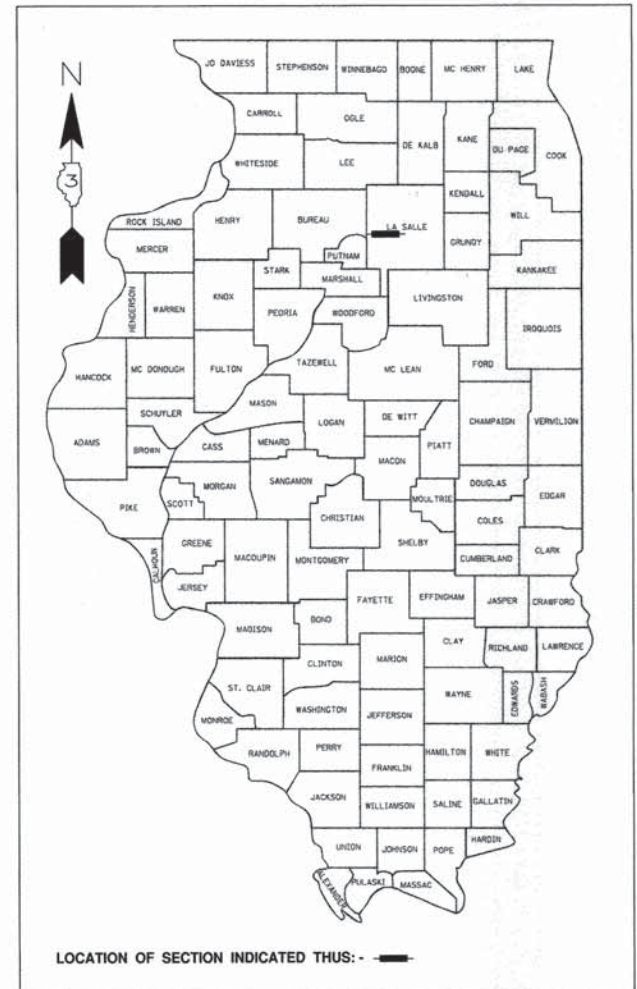 N
3
JO DAVIESS STEPHENSON WINNEBAGO BOONE MC HENRY LAKE
CARROLL OGLE DE KALB KANE DU PAGE COOK
WHITESIDE LEE KENDALL WILL
ROCK ISLAND HENRY BUREAU LA SALLE GRUNDY
MERCER PUTNAM KANKAKEE
STARK MARSHALL
HENDERSON WARREN KNOX PEORIA WOODFORD LIVINGSTON IROQUOIS
HANCOCK MC DONOUGH FULTON TAZEWELL MC LEAN FORD
SCHUYLER MASON LOGAN DE WITT CHAMPAIGN VERMILION
ADAMS BROWN CASS MENARD MACON PIATT
PIKE SCOTT MORGAN SANGAMON CHRISTIAN MOULTRIE DOUGLAS EDGAR
COLES
CALHOUN GREENE MACOUPIN MONTGOMERY SHELBY CUMBERLAND CLARK
JERSEY FAYETTE EFFINGHAM JASPER CRAWFORD
MADISON BOND
CLINTON MARION CLAY RICHLAND LAWRENCE
ST. CLAIR WASHINGTON JEFFERSON WAYNE EDWARDS WABASH
MONROE
RANDOLPH PERRY FRANKLIN HAMILTON WHITE
JACKSON WILLIAMSON SALINE GALLATIN
UNION JOHNSON POPE HARDIN
ALEXANDER PULASKI MASSAC
LOCATION OF SECTION INDICATED THUS: -